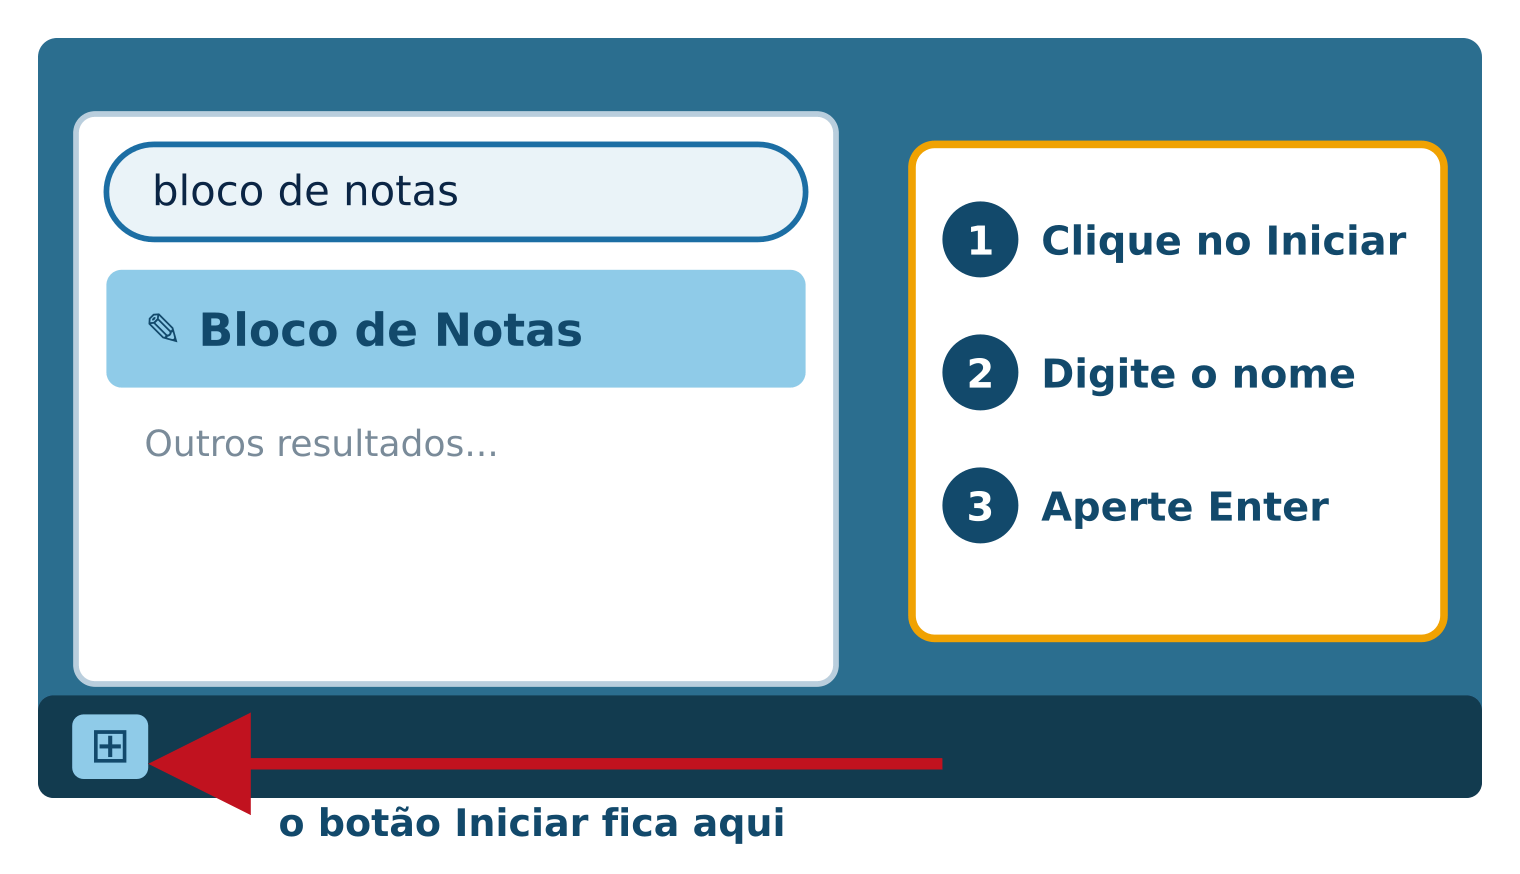 bloco de notas
✎ Bloco de Notas
Outros resultados...
1 Clique no Iniciar
2 Digite o nome
3 Aperte Enter
o botão Iniciar fica aqui